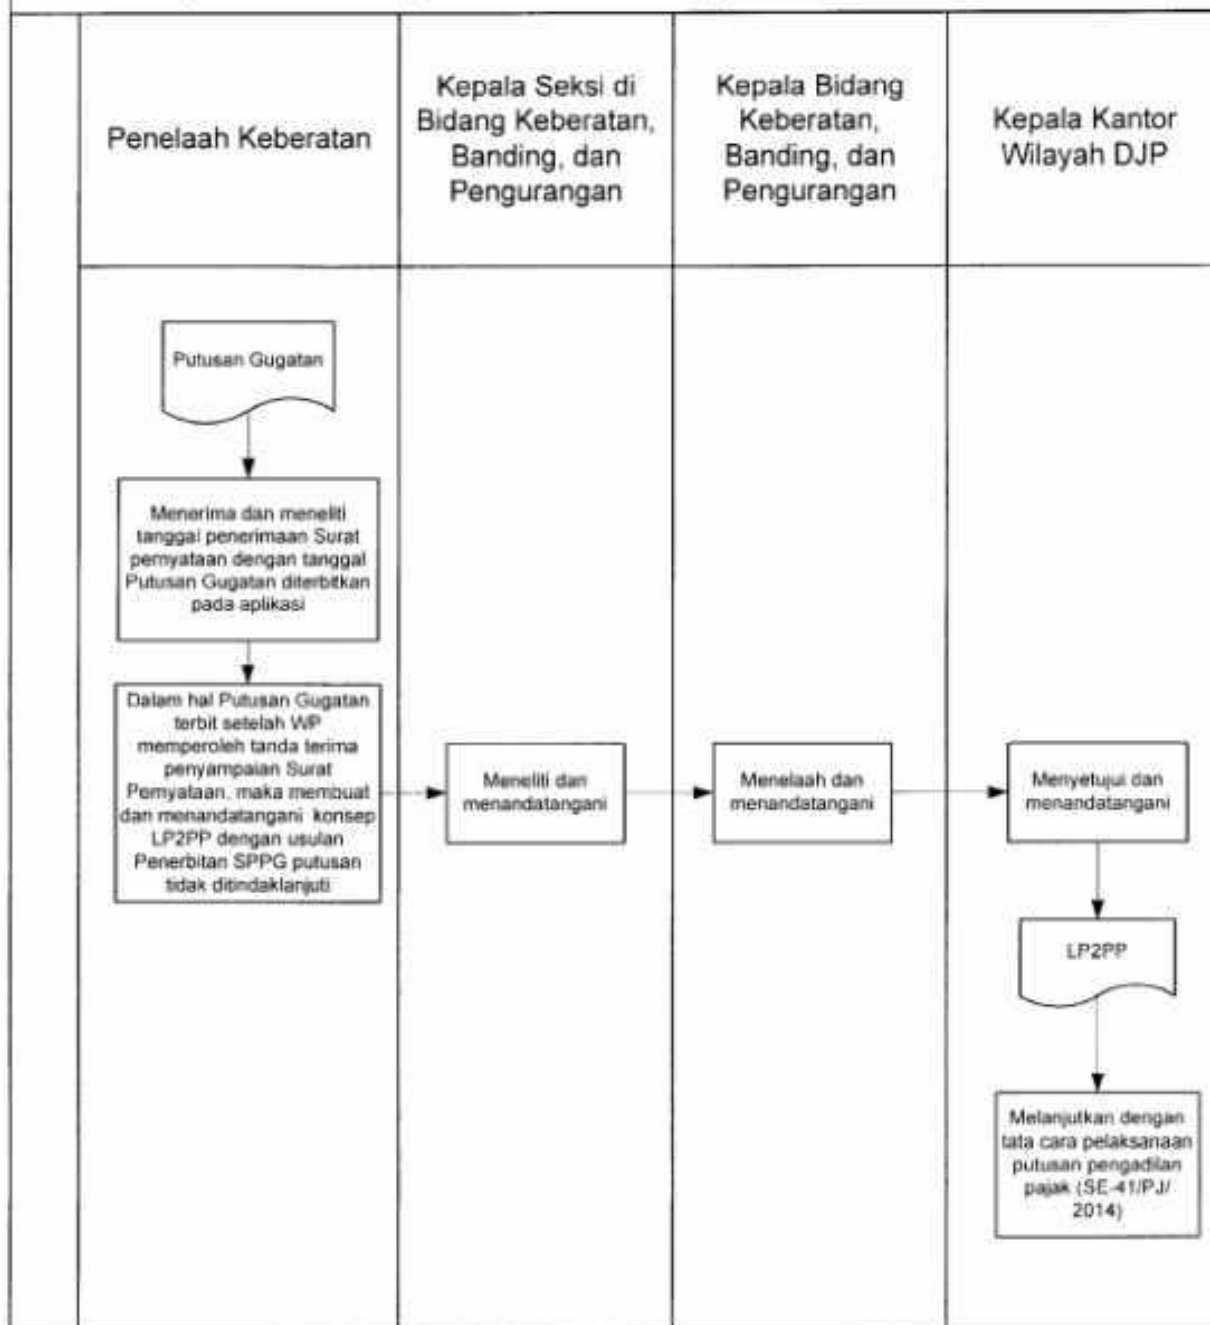 Penelaah Keberatan
Kepala Seksi di
Bidang Keberatan,
Banding, dan
Pengurangan
Kepala Bidang
Keberatan,
Banding, dan
Pengurangan
Kepala Kantor
Wilayah DJP
Putusan Gugatan
Menerima dan meneliti
tanggal penerimaan Surat
pernyataan dengan tanggal
Putusan Gugatan diterbitkan
pada aplikasi
Dalam hal Putusan Gugatan
terbit setelah WP
memperoleh tanda terima
penyampaian Surat
Pernyataan, maka membuat
dan menandatangani konsep
LP2PP dengan usulan
Penerbitan SPPG putusan
tidak ditindaklanjuti
Meneliti dan
menandatangani
Menelaah dan
menandatangani
Menyetujui dan
menandatangani
LP2PP
Melanjutkan dengan
tata cara pelaksanaan
putusan pengadilan
pajak (SE-41/PJ/
2014)